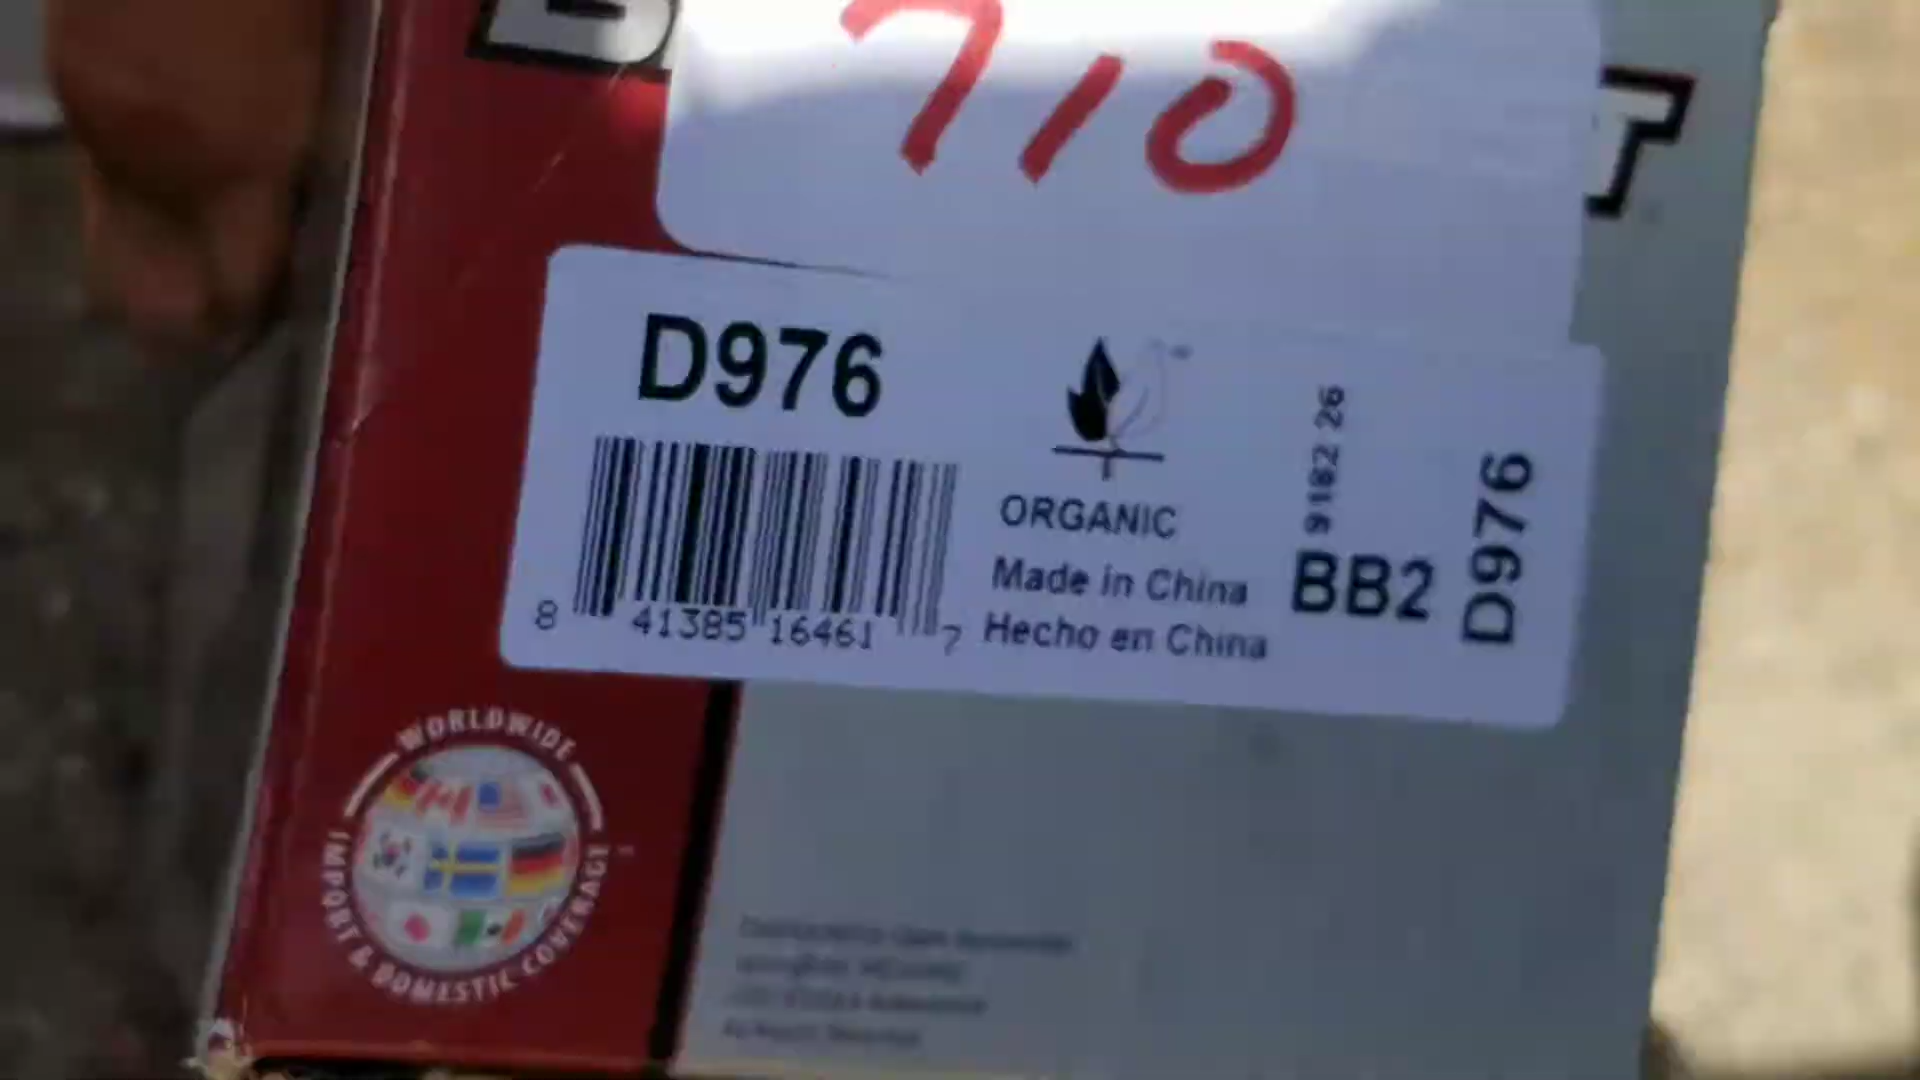 710
D976
8 41385 16461 7
ORGANIC
Made in China
Hecho en China
9182 26
BB2
D976
WORLDWIDE
IMPORT & DOMESTIC COVERAGE